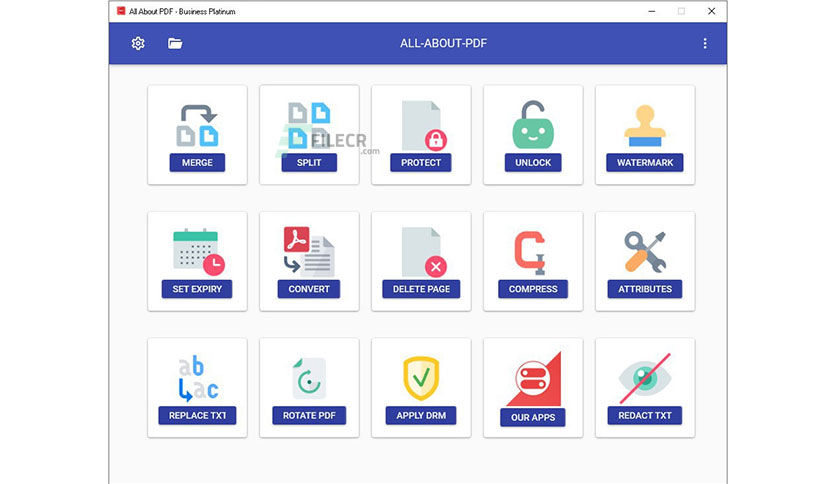 All About PDF - Business Platinum
ALL-ABOUT-PDF
MERGE
SPLIT
PROTECT
UNLOCK
WATERMARK
FILECR
.com
SET EXPIRY
CONVERT
DELETE PAGE
COMPRESS
ATTRIBUTES
ab
ac
REPLACE TXT
ROTATE PDF
APPLY DRM
OUR APPS
REDACT TXT